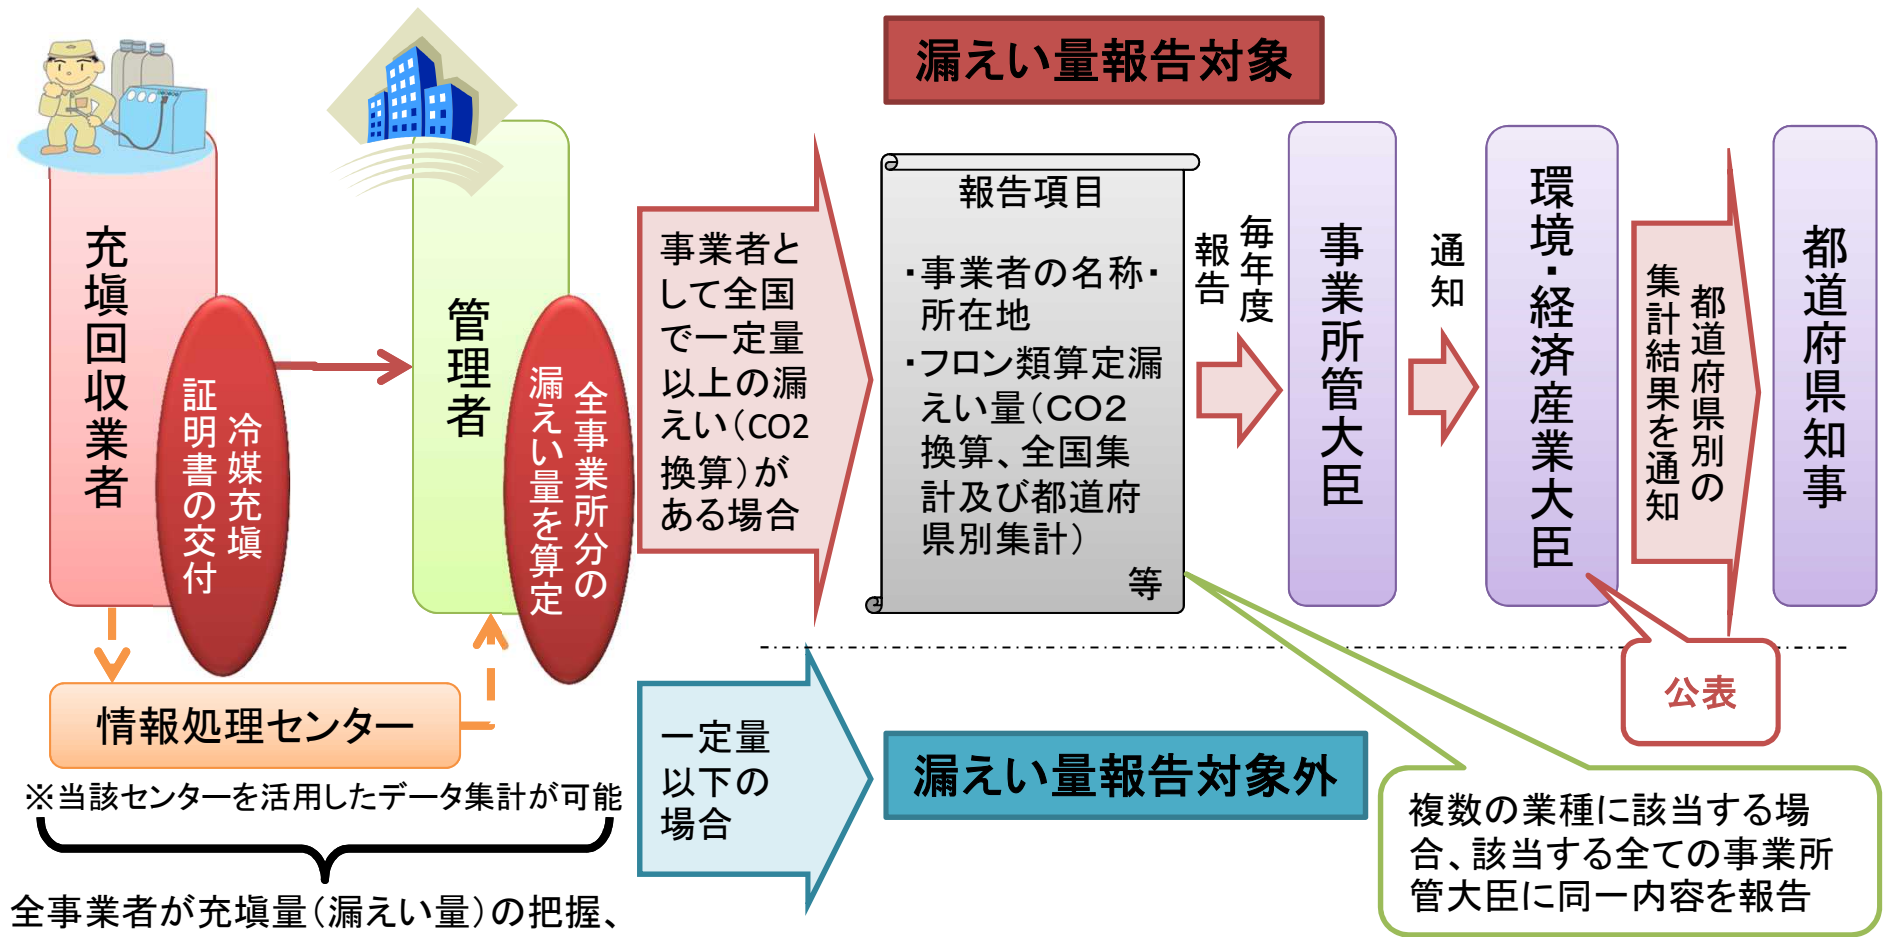 漏えい量報告対象
充塡回収業者
冷媒充塡
証明書の交付
管理者
全事業所分の
漏えい量を算定
事業者と
して全国
で一定量
以上の漏
えい（CO2
換算）が
ある場合
報告項目
・事業者の名称・
所在地
・フロン類算定漏
えい量（ＣＯ２
換算、全国集
計及び都道府
県別集計）
等
毎年度
報告
事業所管大臣
通知
環境・経済産業大臣
都道府県別の
集計結果を通知
都道府県知事
公表
情報処理センター
※当該センターを活用したデータ集計が可能
全事業者が充塡量（漏えい量）の把握、
一定量
以下の
場合
漏えい量報告対象外
複数の業種に該当する場
合、該当する全ての事業所
管大臣に同一内容を報告